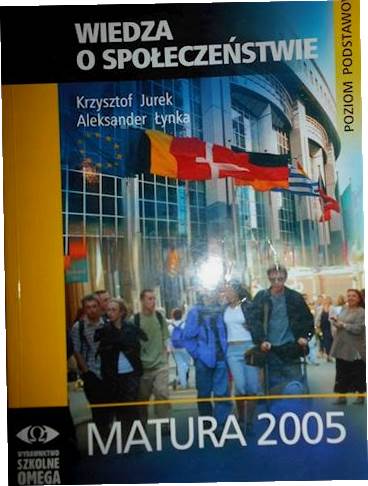 WIEDZA
O SPOŁECZEŃSTWIE
Krzysztof Jurek
Aleksander Łynka
POZIOM PODSTAWOWY
MATURA 2005
WYDAWNICTWO
SZKOLNE
OMEGA